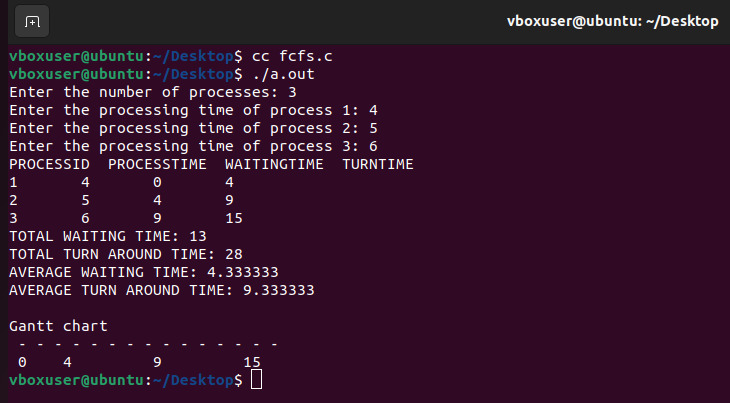 vboxuser@ubuntu: ~/Desktop
vboxuser@ubuntu:~/Desktop$ cc fcfs.c
vboxuser@ubuntu:~/Desktop$ ./a.out
Enter the number of processes: 3
Enter the processing time of process 1: 4
Enter the processing time of process 2: 5
Enter the processing time of process 3: 6
PROCESSID  PROCESSTIME  WAITINGTIME  TURNTIME
1       4       0       4
2       5       4       9
3       6       9       15
TOTAL WAITING TIME: 13
TOTAL TURN AROUND TIME: 28
AVERAGE WAITING TIME: 4.333333
AVERAGE TURN AROUND TIME: 9.333333
Gantt chart
 - - - - - - - - - - - - - - -
 0    4         9         15
vboxuser@ubuntu:~/Desktop$